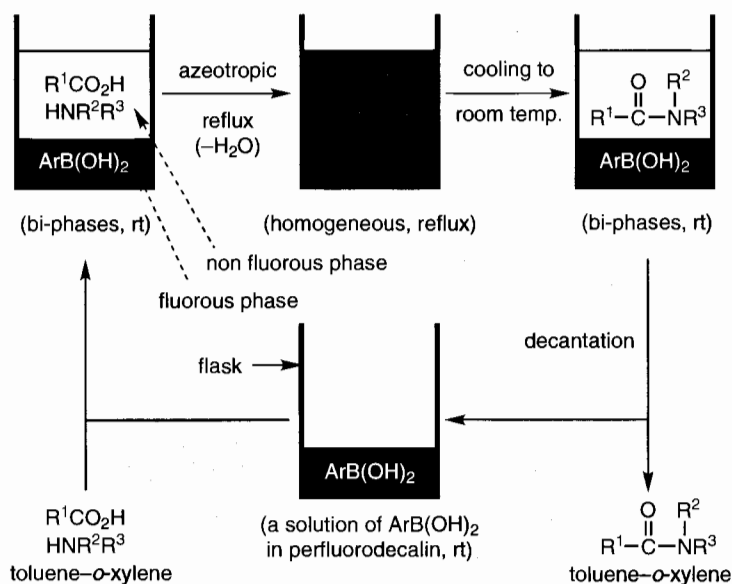 R¹CO₂H
HNR²R³
ArB(OH)₂
(bi-phases, rt)
azeotropic
reflux
(–H₂O)
(homogeneous, reflux)
cooling to
room temp.
O R²
R¹–C–NR³
ArB(OH)₂
(bi-phases, rt)
non fluorous phase
fluorous phase
flask
decantation
ArB(OH)₂
(a solution of ArB(OH)₂
in perfluorodecalin, rt)
R¹CO₂H
HNR²R³
toluene–o-xylene
O R²
R¹–C–NR³
toluene–o-xylene